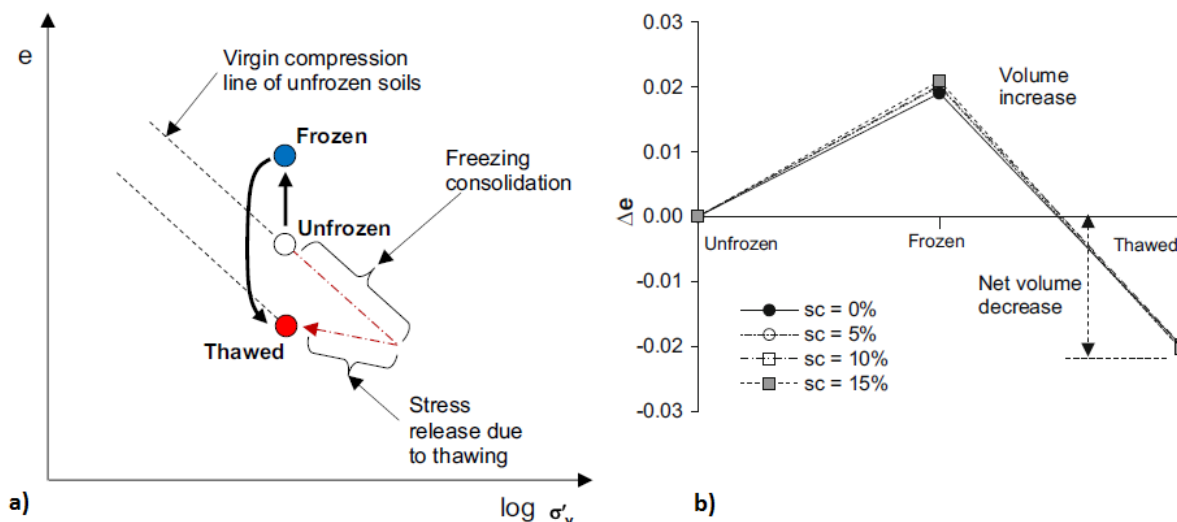 e
Virgin compression
line of unfrozen soils
Frozen
Freezing
consolidation
Unfrozen
Thawed
Stress
release due
to thawing
log σ′v
a)
0.03
0.02
0.01
0.00
-0.01
-0.02
-0.03
Δe
Volume
increase
Unfrozen
Frozen
Thawed
Net volume
decrease
sc = 0%
sc = 5%
sc = 10%
sc = 15%
b)